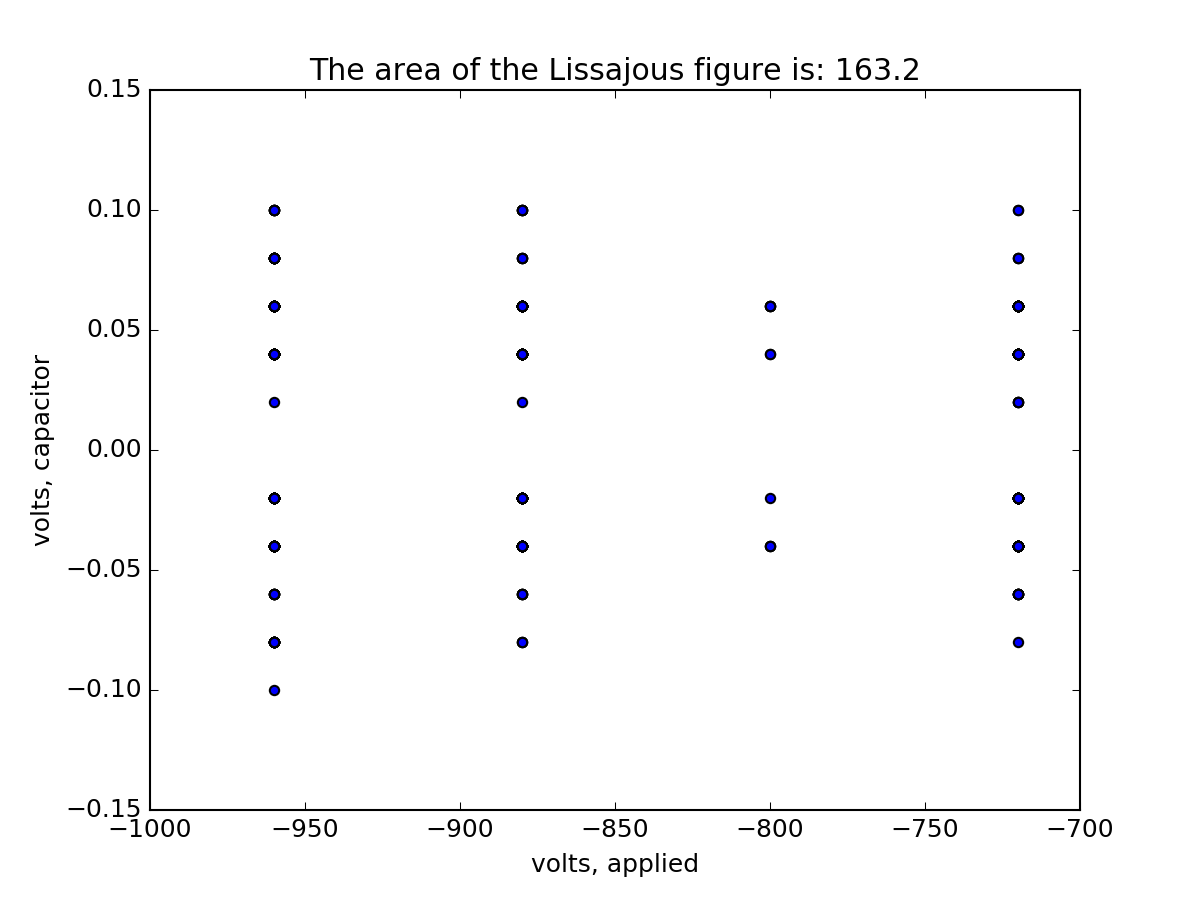 The area of the Lissajous figure is: 163.2
0.15
0.10
0.05
0.00
−0.05
−0.10
−0.15
volts, capacitor
−1000 −950 −900 −850 −800 −750 −700
volts, applied